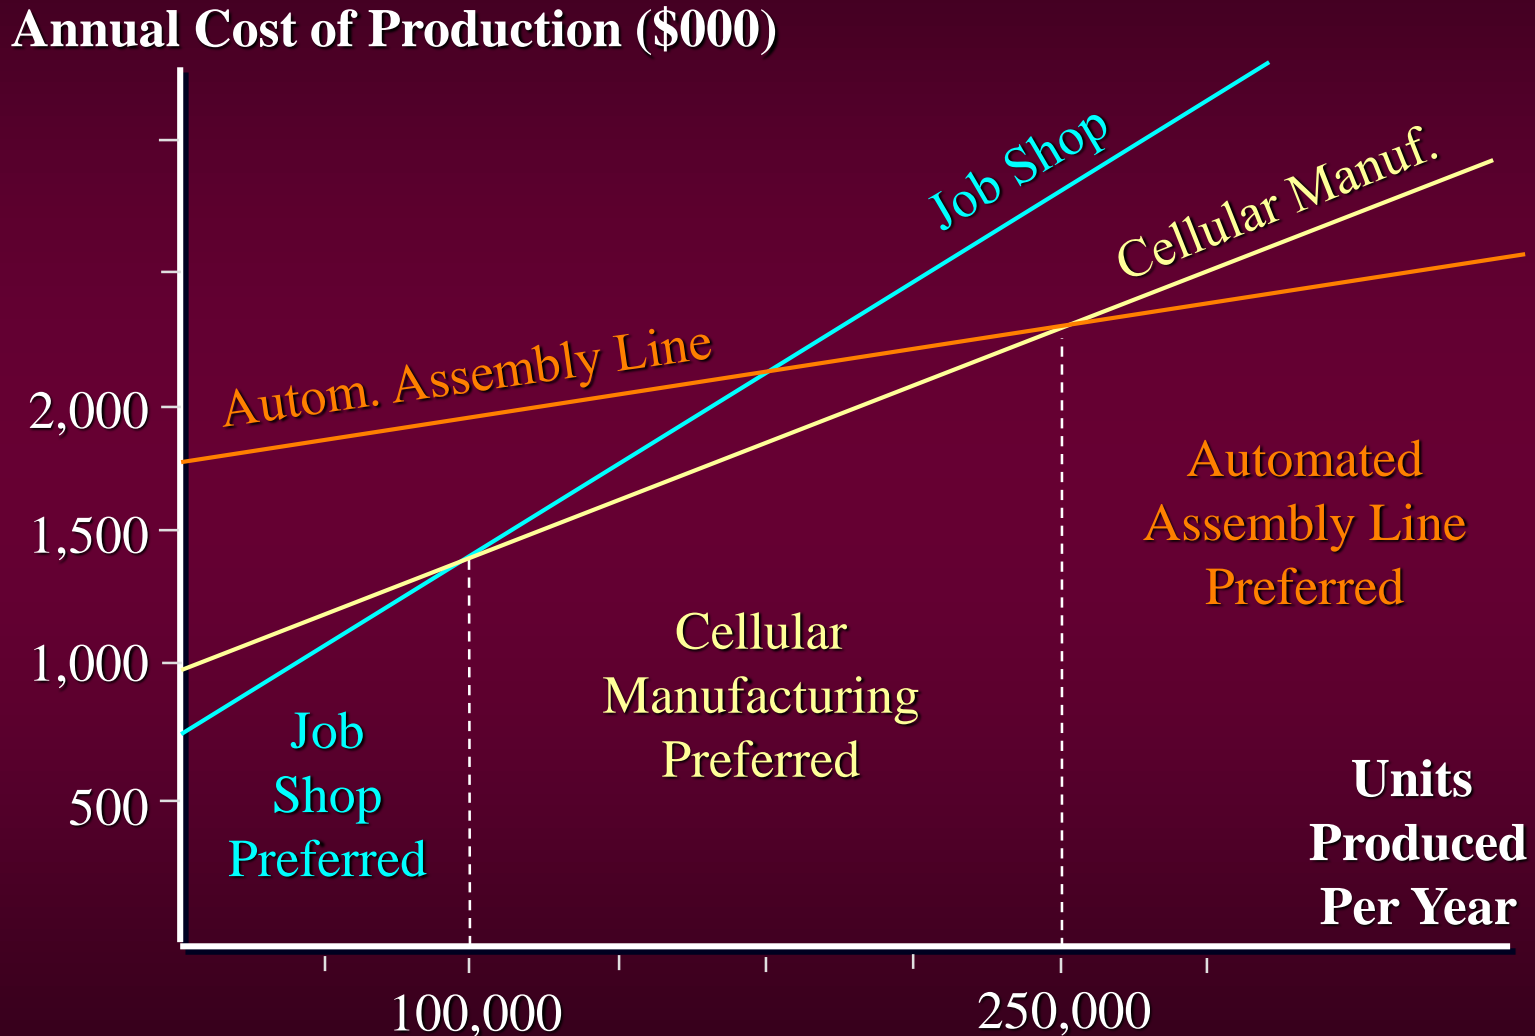 Annual Cost of Production ($000)
Job Shop
Cellular Manuf.
Autom. Assembly Line
2,000
1,500
1,000
500
Automated
Assembly Line
Preferred
Cellular
Manufacturing
Preferred
Job
Shop
Preferred
Units
Produced
Per Year
100,000
250,000